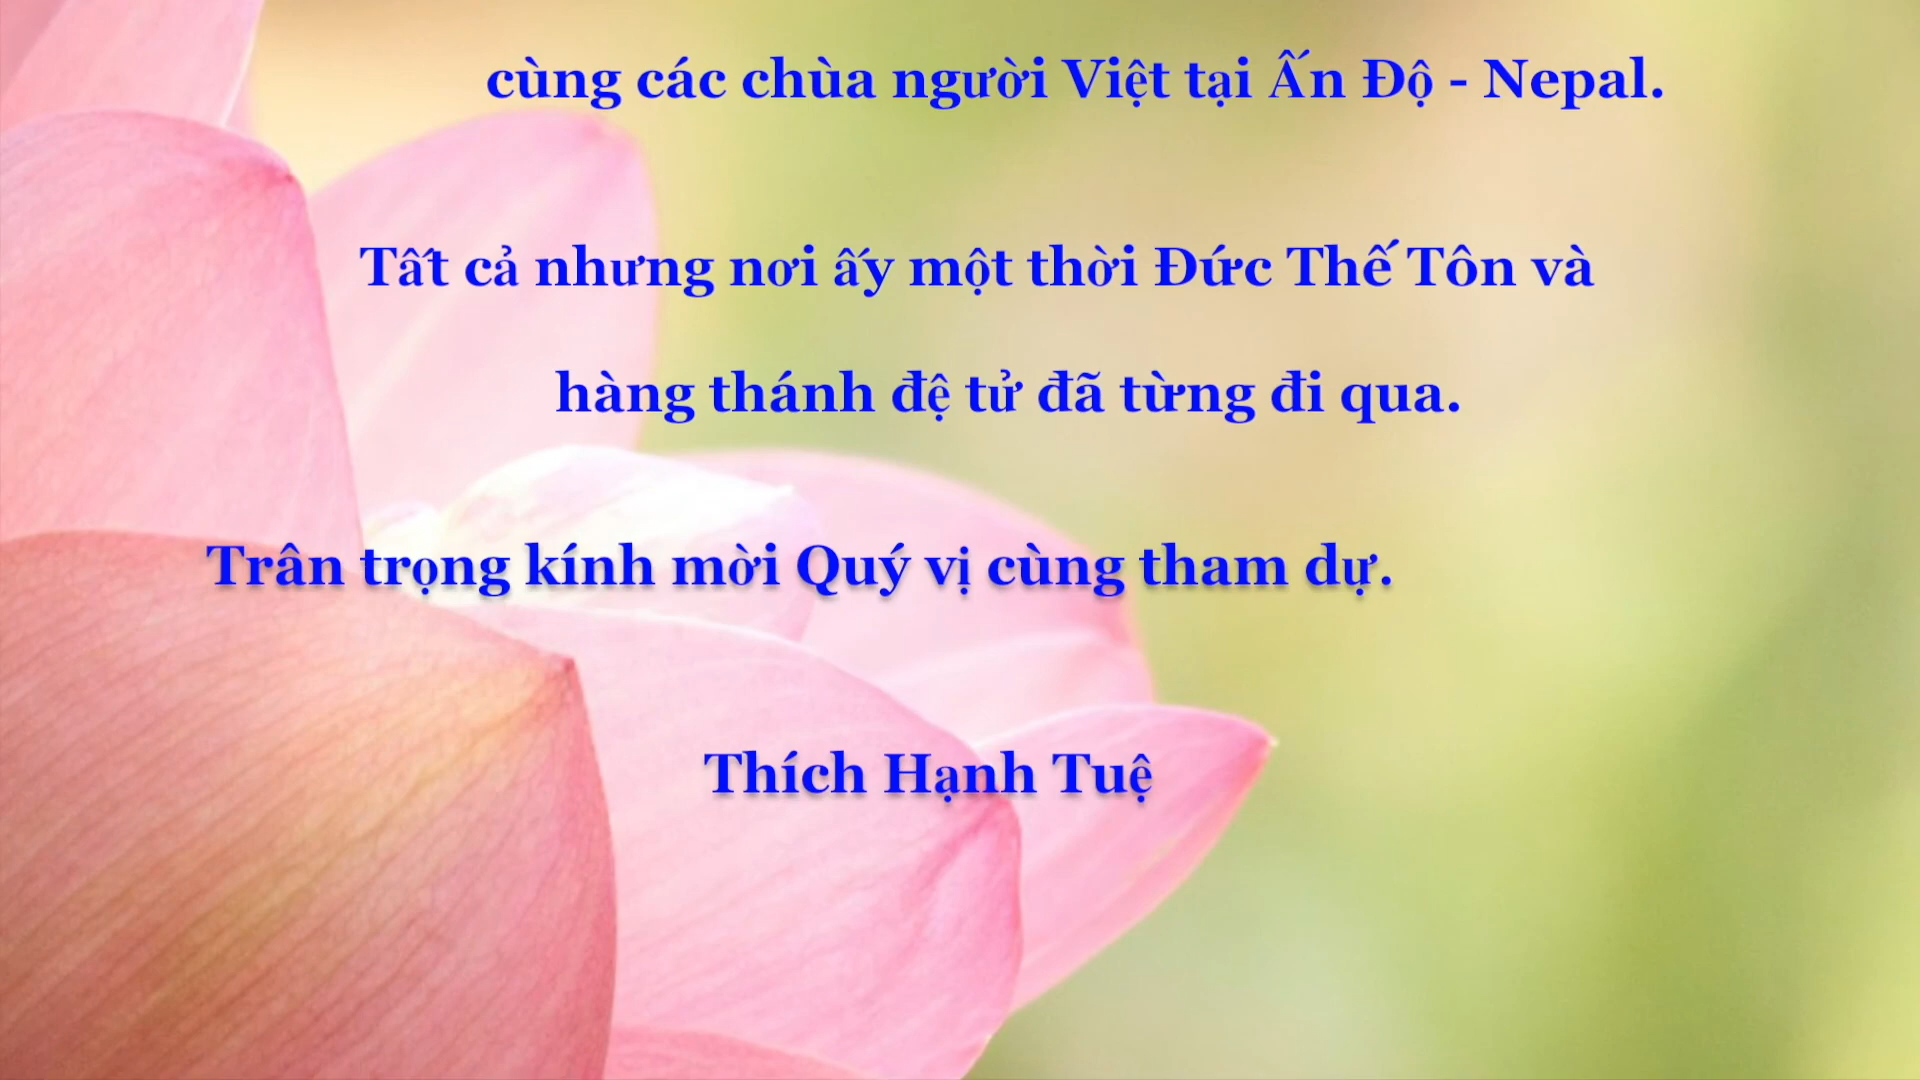 cùng các chùa người Việt tại Ấn Độ - Nepal.
Tất cả nhưng nơi ấy một thời Đức Thế Tôn và
hàng thánh đệ tử đã từng đi qua.
Trân trọng kính mời Quý vị cùng tham dự.
Thích Hạnh Tuệ